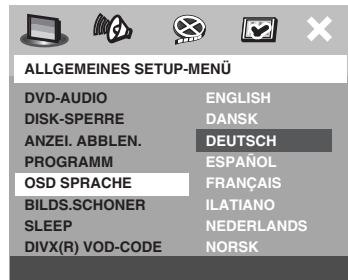 ALLGEMEINES SETUP-MENÜ
DVD-AUDIO ENGLISH
DISK-SPERRE DANSK
ANZEI. ABBLEN. DEUTSCH
PROGRAMM ESPAÑOL
OSD SPRACHE FRANÇAIS
BILDS.SCHONER ILATIANO
SLEEP NEDERLANDS
DIVX(R) VOD-CODE NORSK